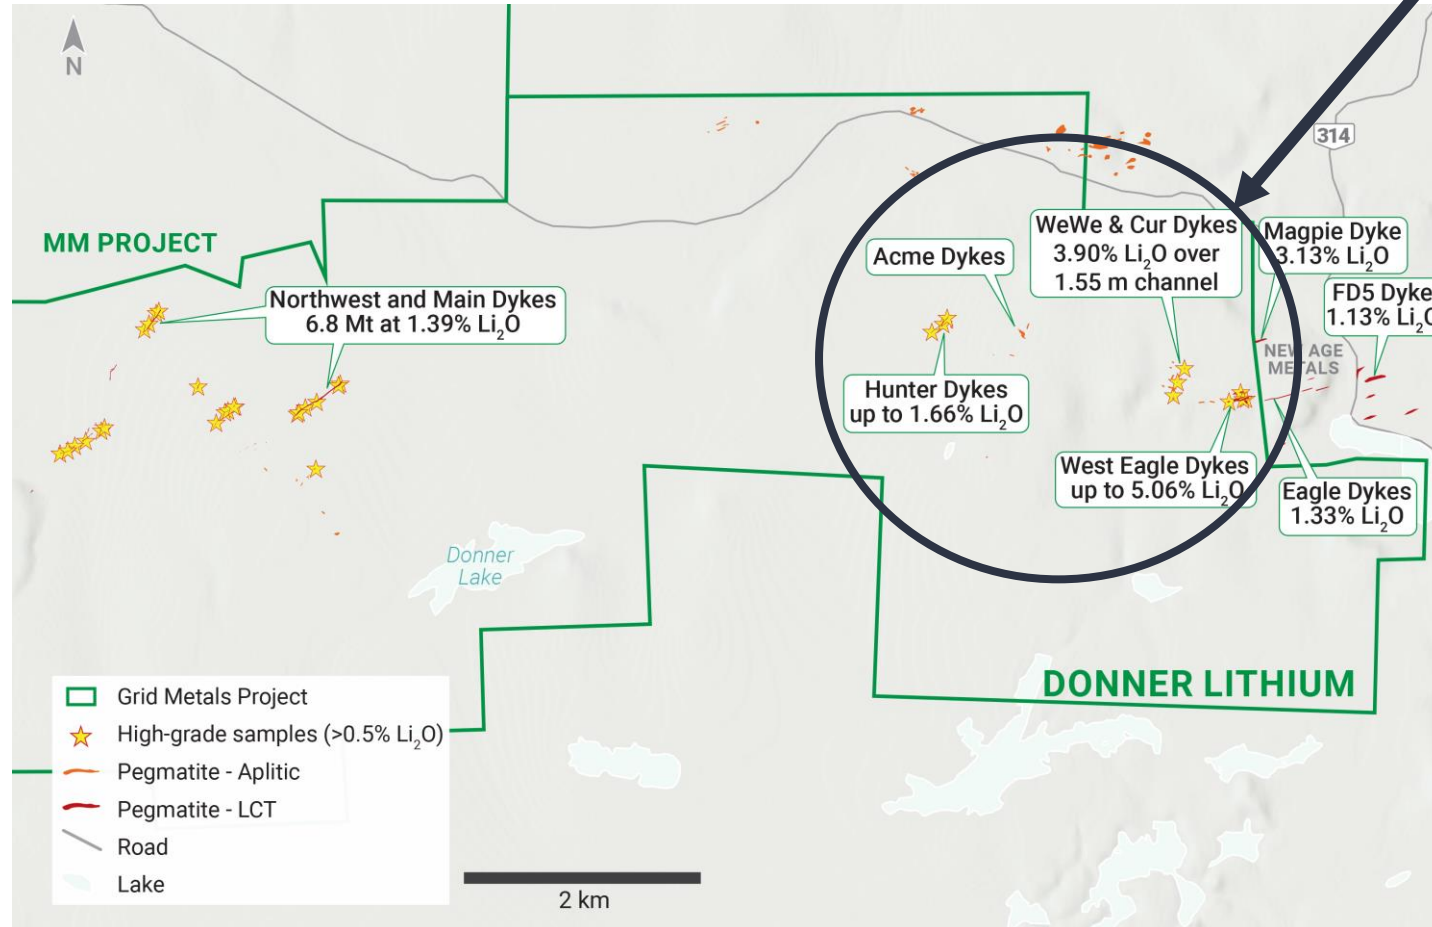 N
314
MM PROJECT
Northwest and Main Dykes
6.8 Mt at 1.39% Li₂O
Acme Dykes
WeWe & Cur Dykes
3.90% Li₂O over
1.55 m channel
Magpie Dyke
3.13% Li₂O
FD5 Dyke
1.13% Li₂O
NEW AGE
METALS
Hunter Dykes
up to 1.66% Li₂O
West Eagle Dykes
up to 5.06% Li₂O
Eagle Dykes
1.33% Li₂O
Donner
Lake
DONNER LITHIUM
Grid Metals Project
High-grade samples (>0.5% Li₂O)
Pegmatite - Aplitic
Pegmatite - LCT
Road
Lake
2 km